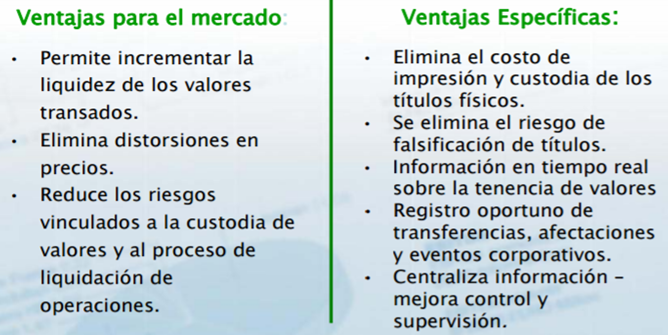 Ventajas para el mercado:
• Permite incrementar la
liquidez de los valores
transados.
• Elimina distorsiones en
precios.
• Reduce los riesgos
vinculados a la custodia de
valores y al proceso de
liquidación de
operaciones.
Ventajas Específicas:
• Elimina el costo de
impresión y custodia de los
títulos físicos.
• Se elimina el riesgo de
falsificación de títulos.
• Información en tiempo real
sobre la tenencia de valores
• Registro oportuno de
transferencias, afectaciones
y eventos corporativos.
• Centraliza información –
mejora control y
supervisión.